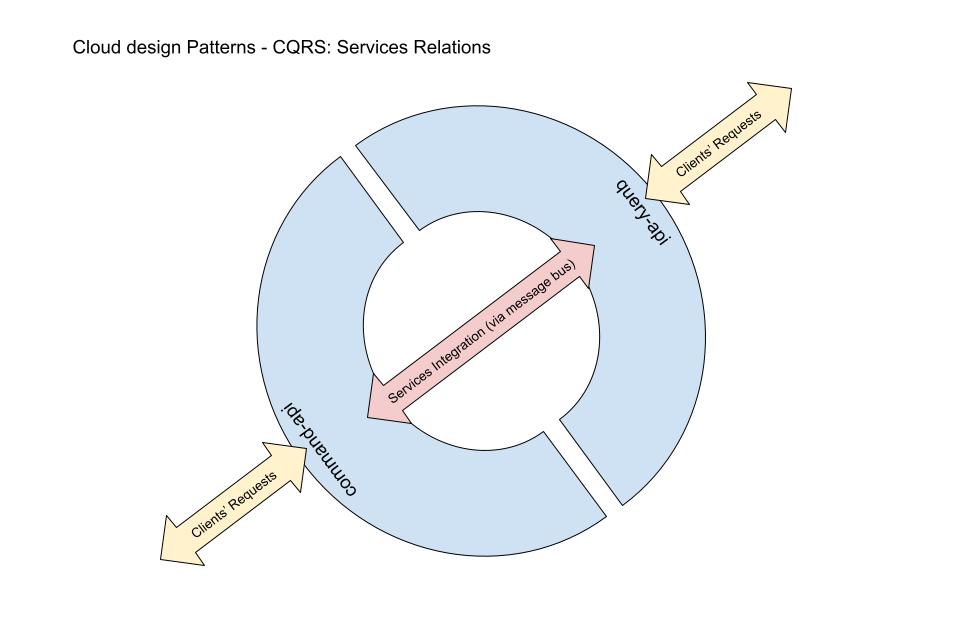 Cloud design Patterns - CQRS: Services Relations
Clients' Requests
query-api
Services Integration (via message bus)
command-api
Clients' Requests